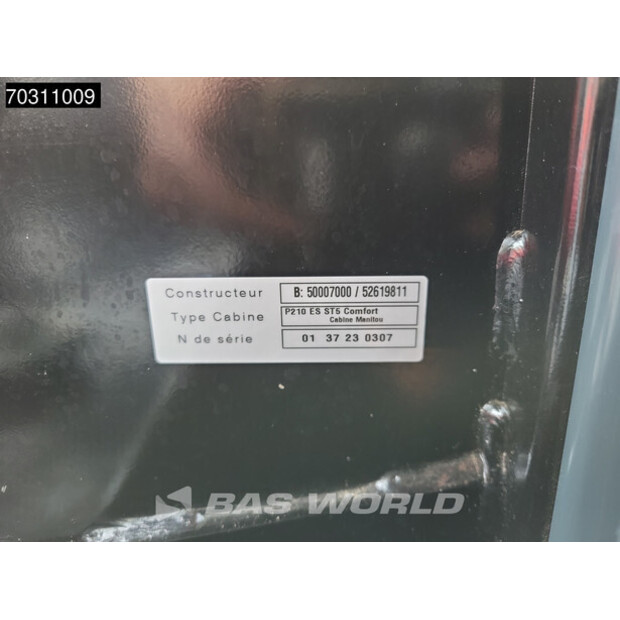 70311009
Constructeur B: 50007000 / 52619811
Type Cabine P210 ES ST5 Comfort
Cabine Manitou
N de série 01 37 23 0307
BAS WORLD